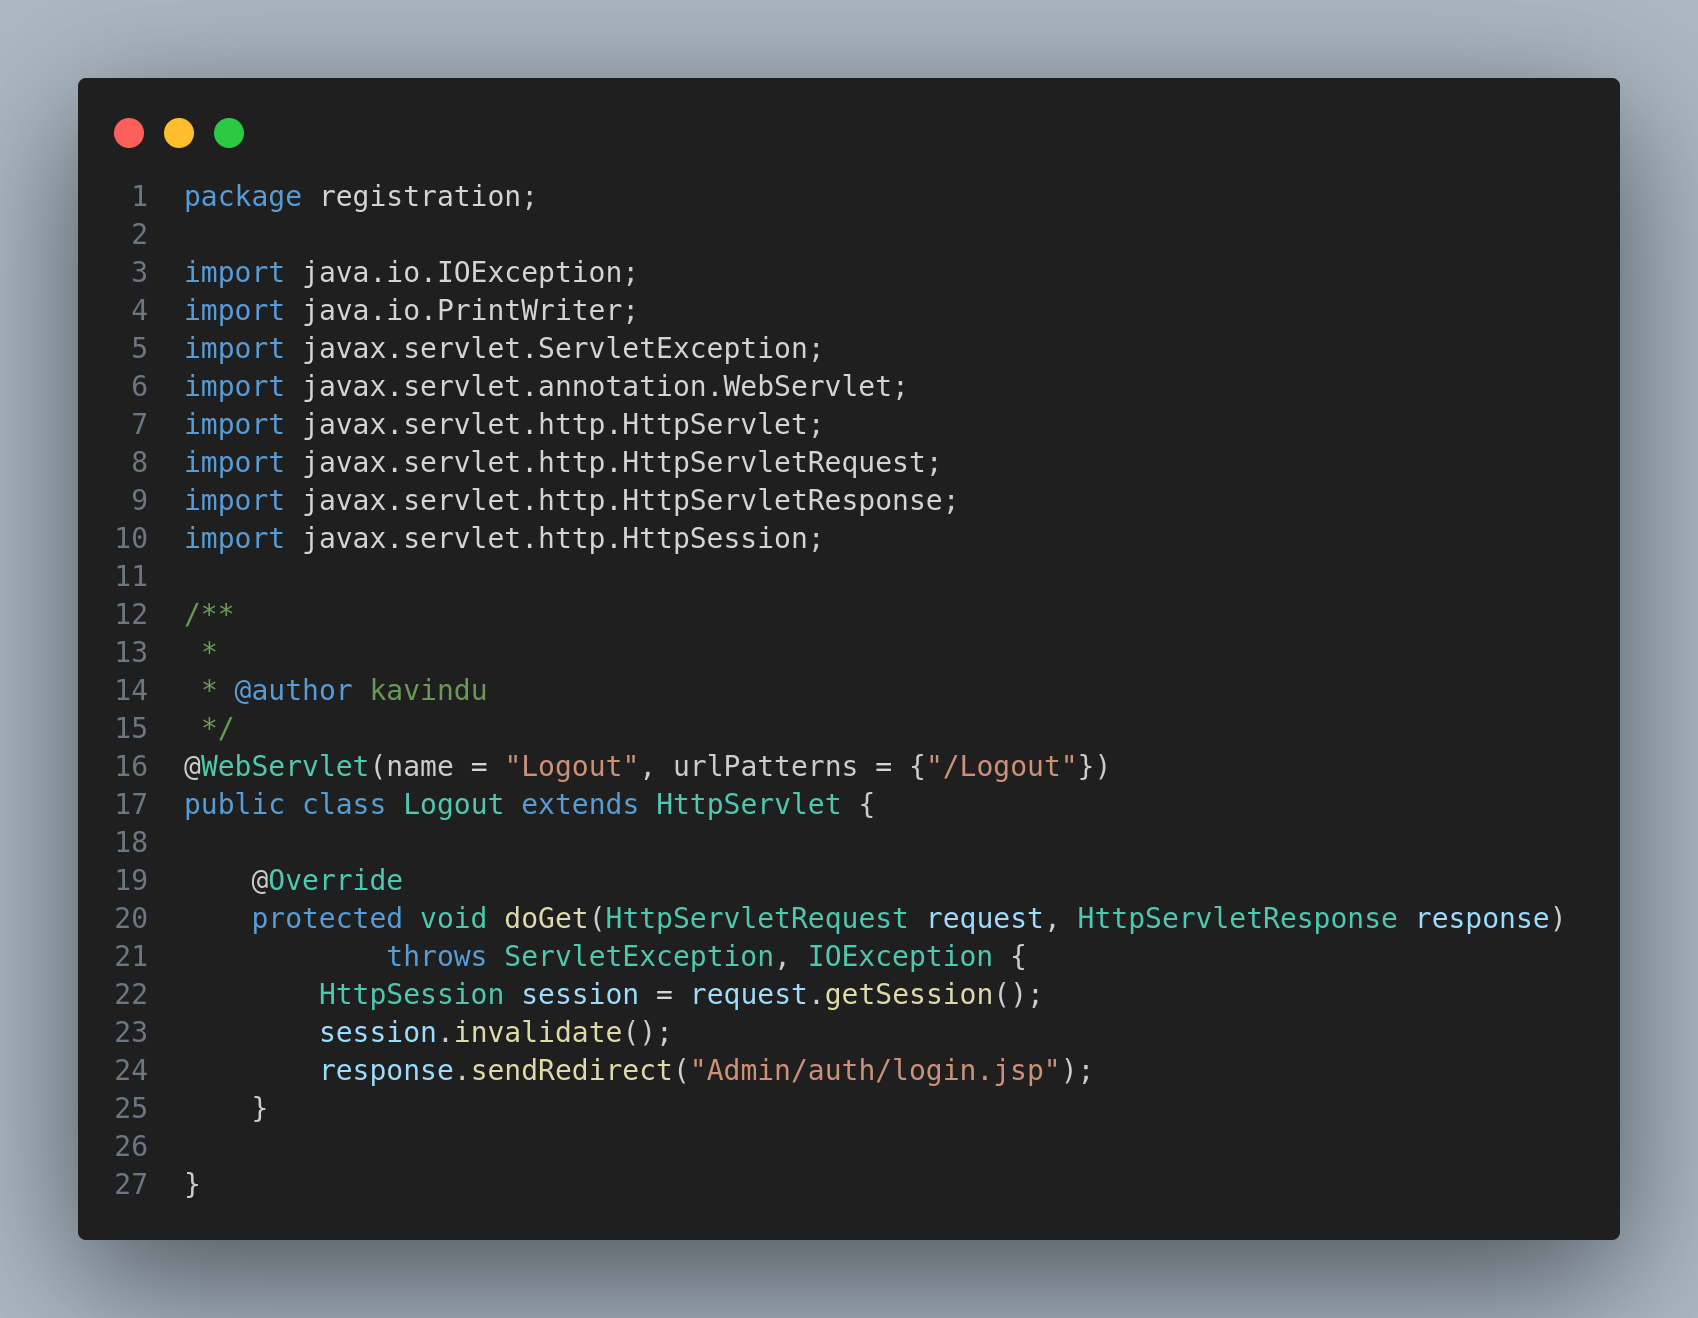 1 package registration;
2
3 import java.io.IOException;
4 import java.io.PrintWriter;
5 import javax.servlet.ServletException;
6 import javax.servlet.annotation.WebServlet;
7 import javax.servlet.http.HttpServlet;
8 import javax.servlet.http.HttpServletRequest;
9 import javax.servlet.http.HttpServletResponse;
10 import javax.servlet.http.HttpSession;
11
12 /**
13  *
14  * @author kavindu
15  */
16 @WebServlet(name = "Logout", urlPatterns = {"/Logout"})
17 public class Logout extends HttpServlet {
18
19     @Override
20     protected void doGet(HttpServletRequest request, HttpServletResponse response)
21             throws ServletException, IOException {
22         HttpSession session = request.getSession();
23         session.invalidate();
24         response.sendRedirect("Admin/auth/login.jsp");
25     }
26
27 }